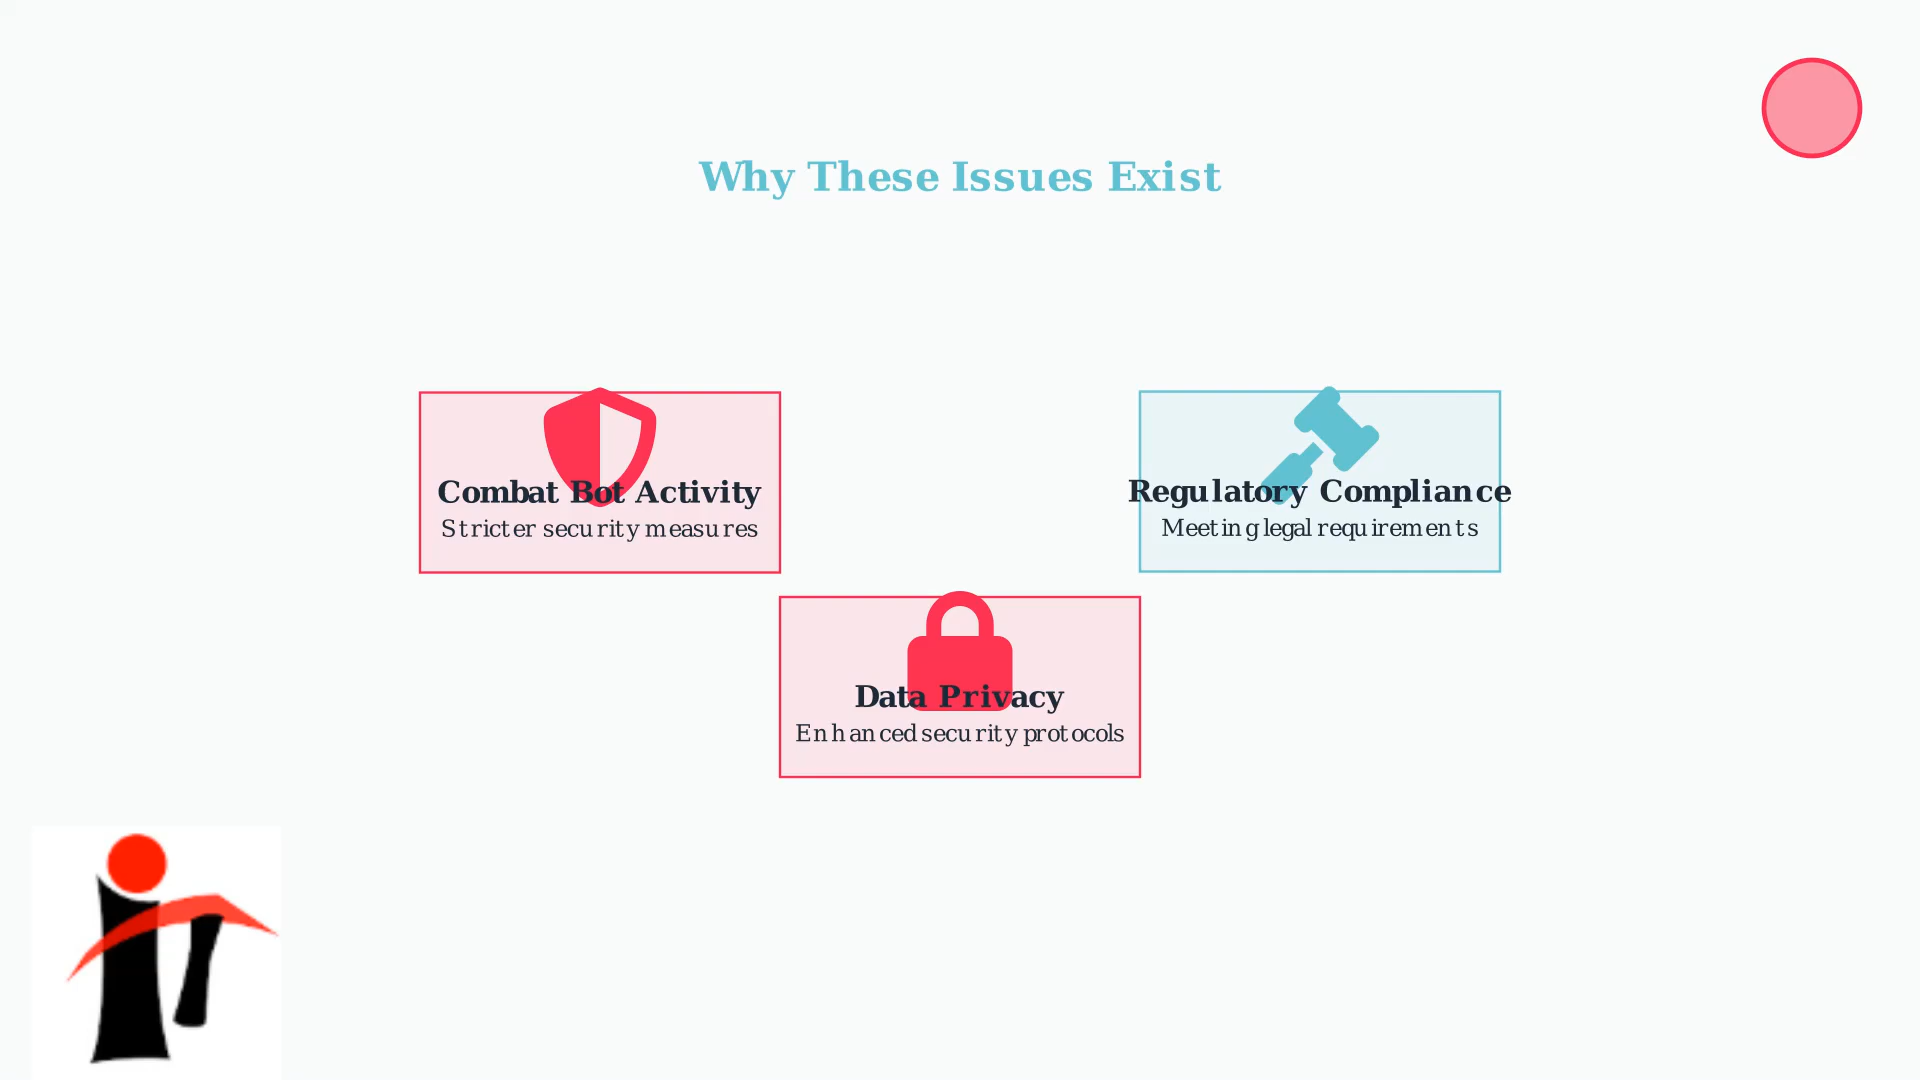 Why These Issues Exist
Combat Bot Activity
Stricter security measures
Regulatory Compliance
Meeting legal requirements
Data Privacy
Enhanced security protocols